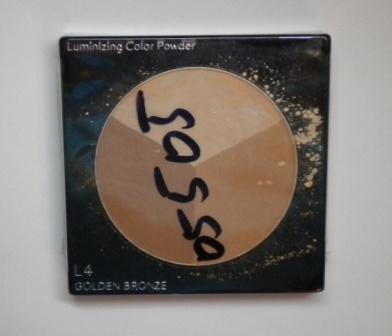 Luminizing Color Powder
L4
GOLDEN BRONZE